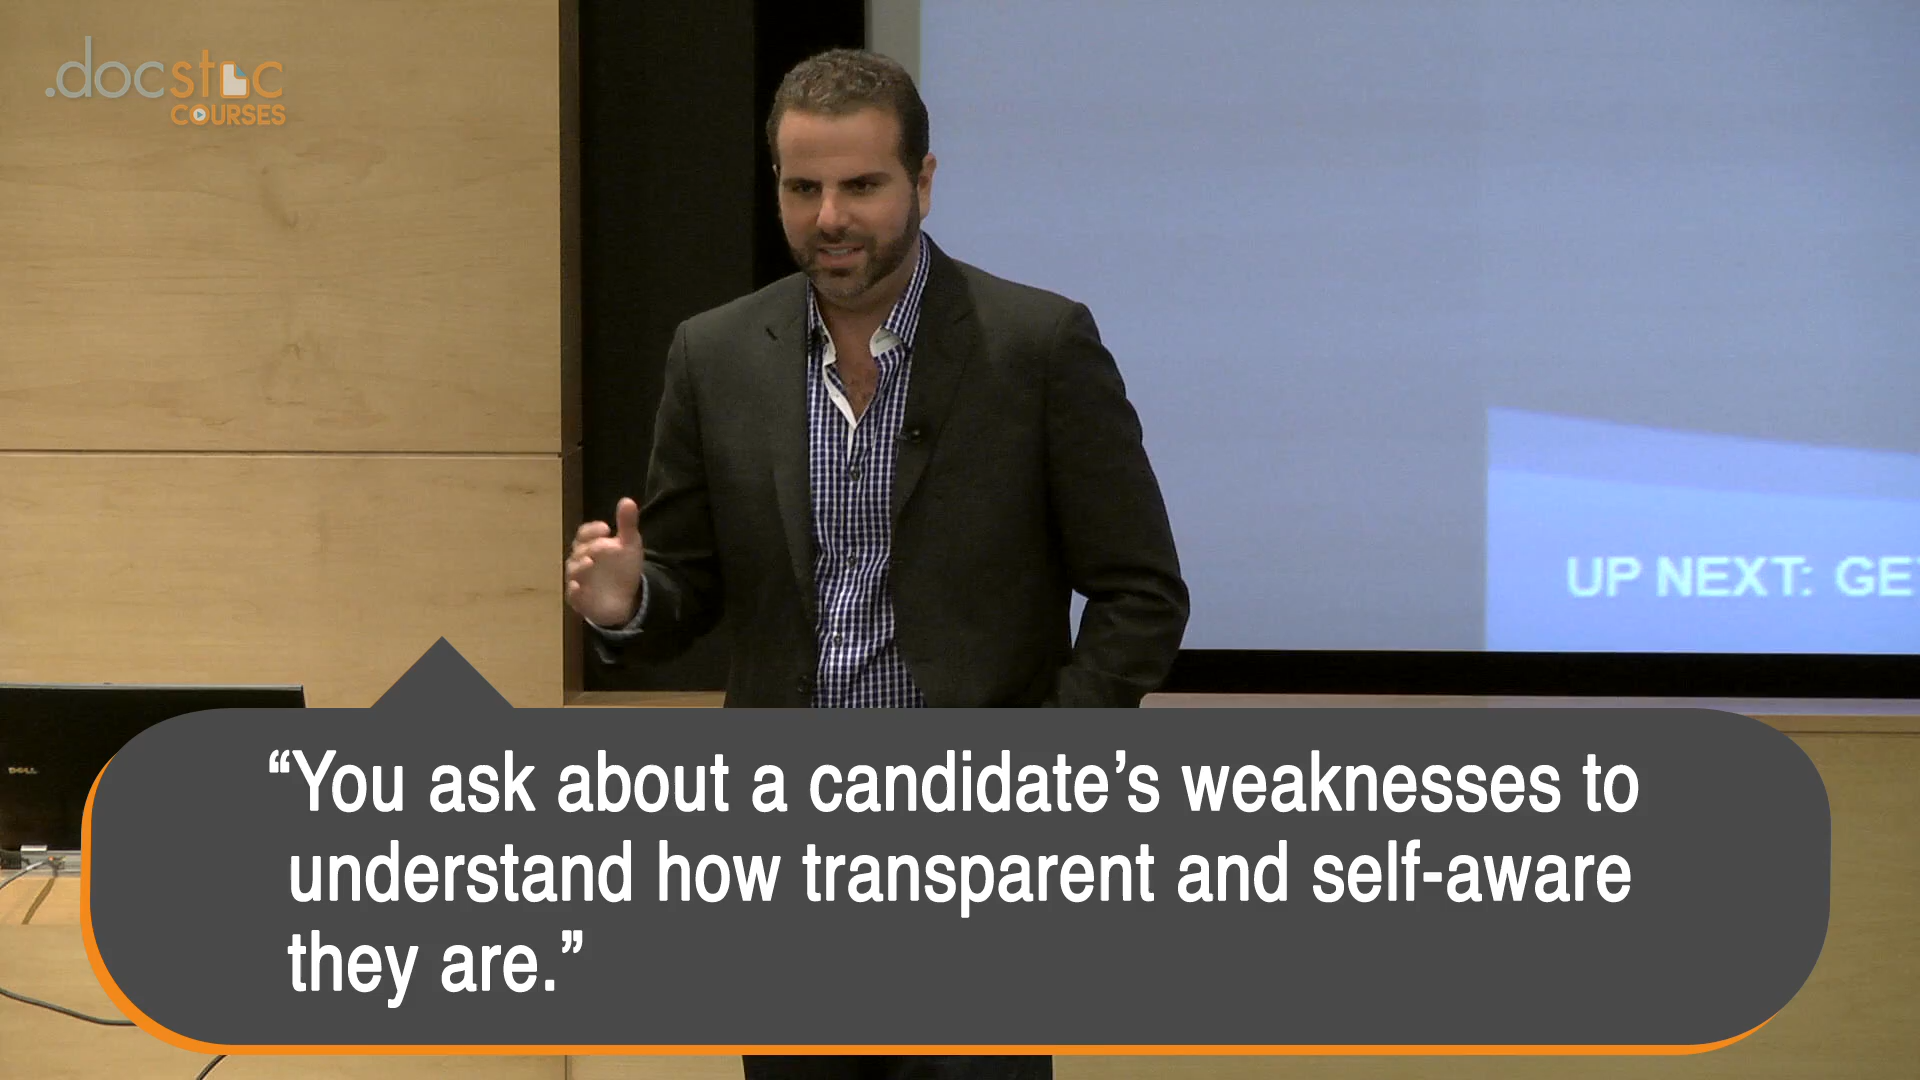 .docstoc
COURSES
UP NEXT: GE
DELL
“You ask about a candidate’s weaknesses to
understand how transparent and self-aware
they are.”